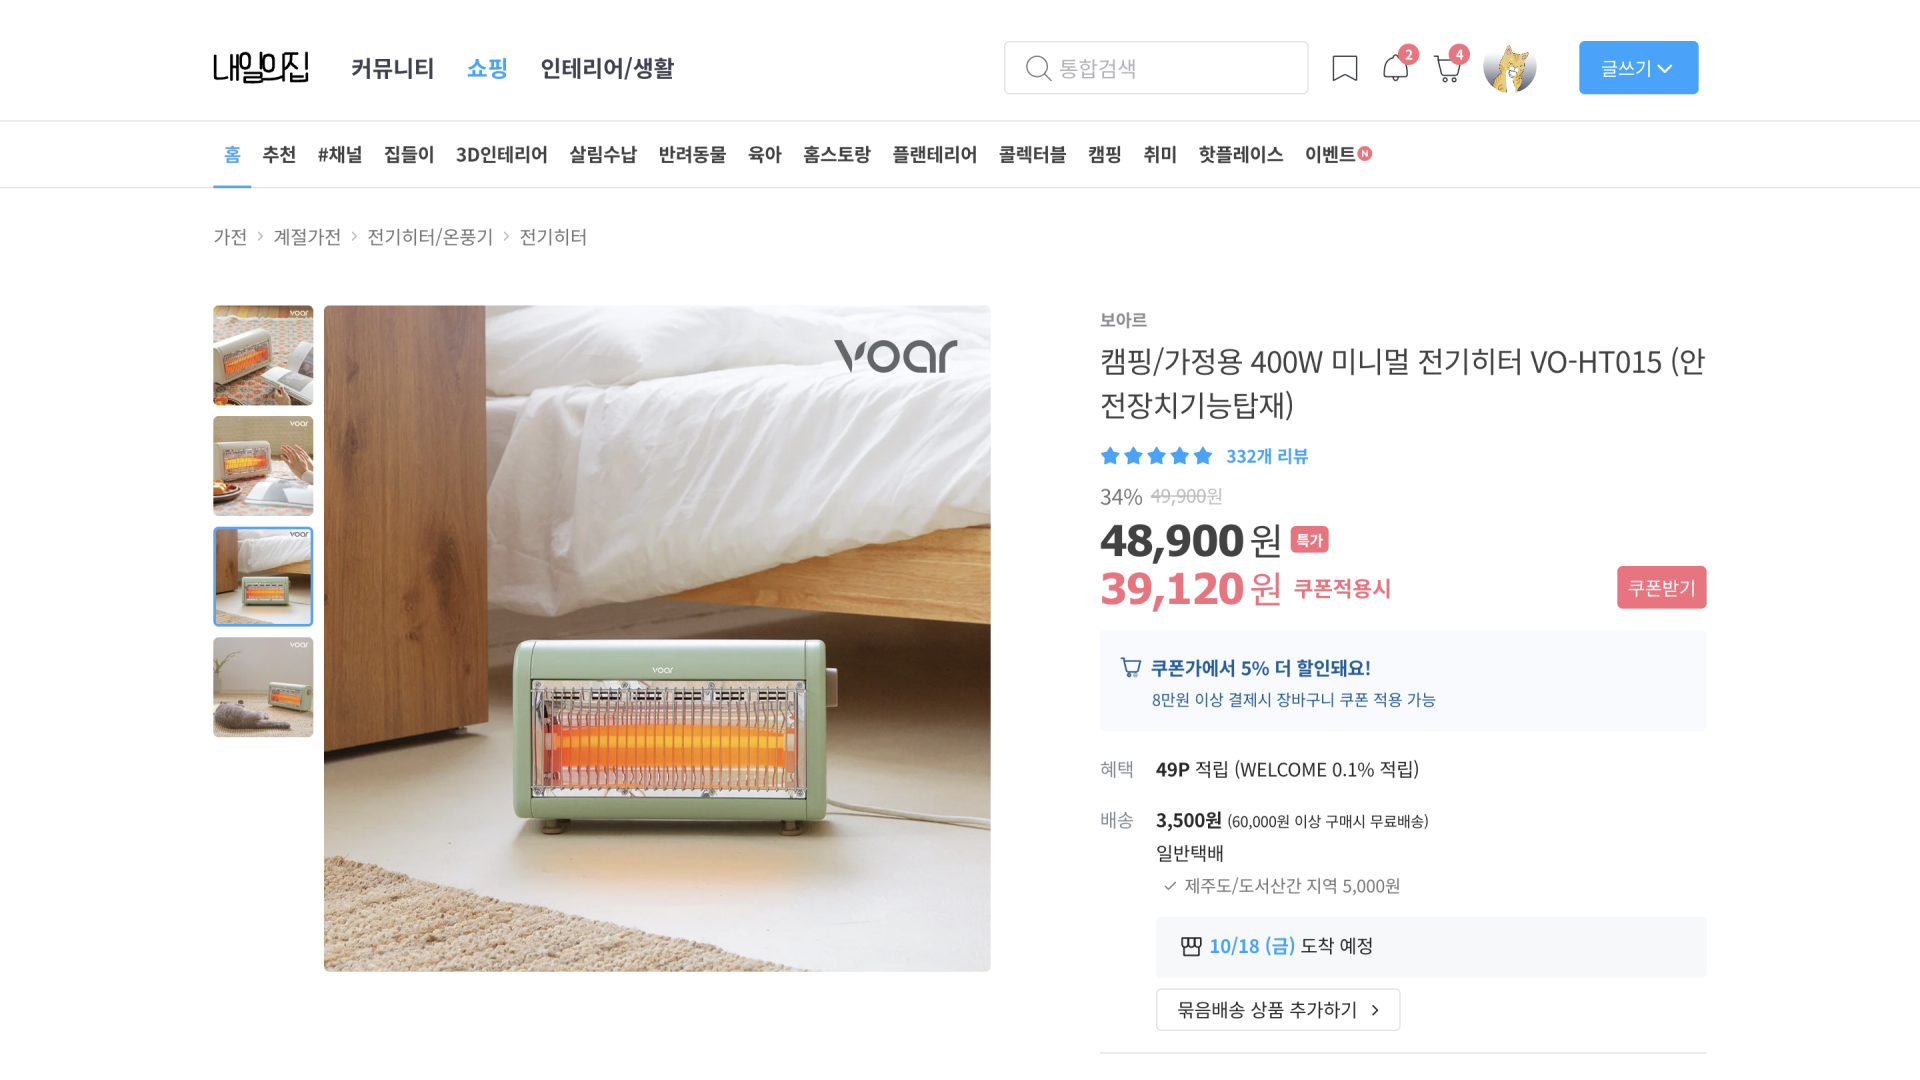 내일의집
커뮤니티 쇼핑 인테리어/생활
통합검색
2
4
글쓰기
홈 추천 #채널 집들이 3D인테리어 살림수납 반려동물 육아 홈스토랑 플랜테리어 콜렉터블 캠핑 취미 핫플레이스 이벤트 N
가전 > 계절가전 > 전기히터/온풍기 > 전기히터
voar
voar
voar
voar
voar
voar
보아르
캠핑/가정용 400W 미니멀 전기히터 VO-HT015 (안
전장치기능탑재)
332개 리뷰
34% 49,900원
48,900원 특가
39,120원 쿠폰적용시
쿠폰받기
쿠폰가에서 5% 더 할인돼요!
8만원 이상 결제시 장바구니 쿠폰 적용 가능
혜택 49P 적립 (WELCOME 0.1% 적립)
배송 3,500원 (60,000원 이상 구매시 무료배송)
일반택배
제주도/도서산간 지역 5,000원
10/18 (금) 도착 예정
묶음배송 상품 추가하기 >